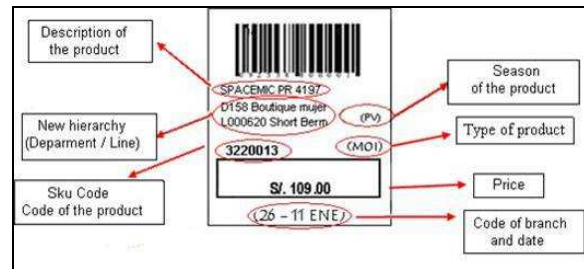 Description of
the product
SPACEMIC PR 4197
D158 Boutique mujer
L000620 Short Berm
(PV)
Season
of the product
New hierarchy
(Deparment / Line)
3220013
(MOI)
Type of product
Sku Code
Code of the product
S/. 109.00
Price
(26 - 11 ENE)
Code of branch
and date